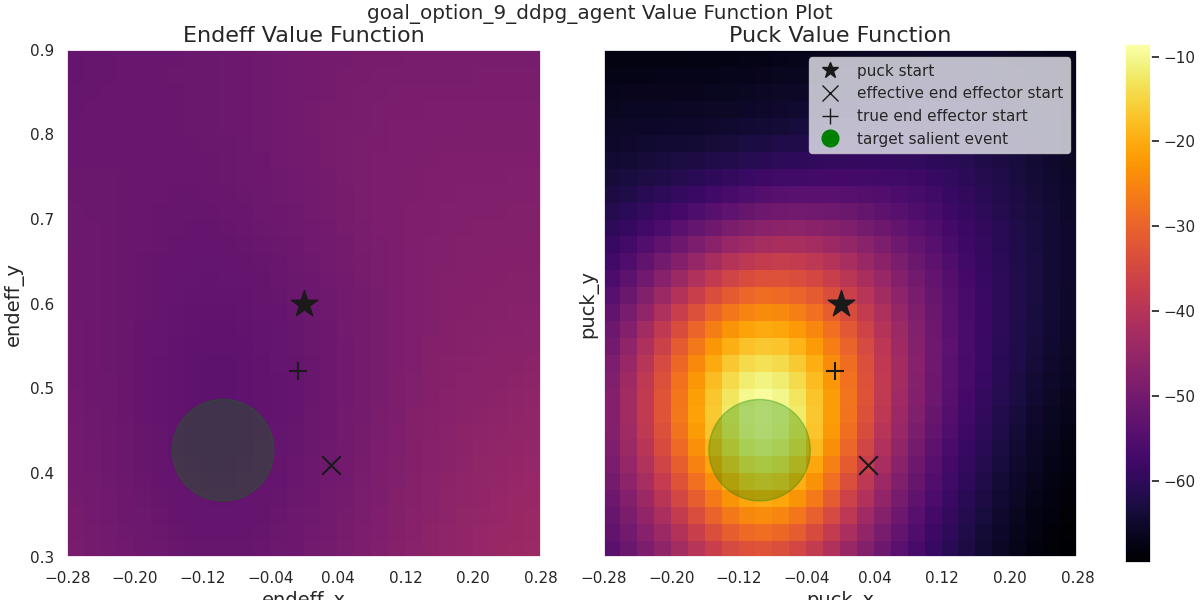 goal_option_9_ddpg_agent Value Function Plot
Endeff Value Function
Puck Value Function
puck start
effective end effector start
true end effector start
target salient event
endeff_y
0.9
0.8
0.7
0.6
0.5
0.4
0.3
−0.28 −0.20 −0.12 −0.04 0.04 0.12 0.20 0.28
endeff_x
puck_y
−0.28 −0.20 −0.12 −0.04 0.04 0.12 0.20 0.28
puck_x
−10
−20
−30
−40
−50
−60